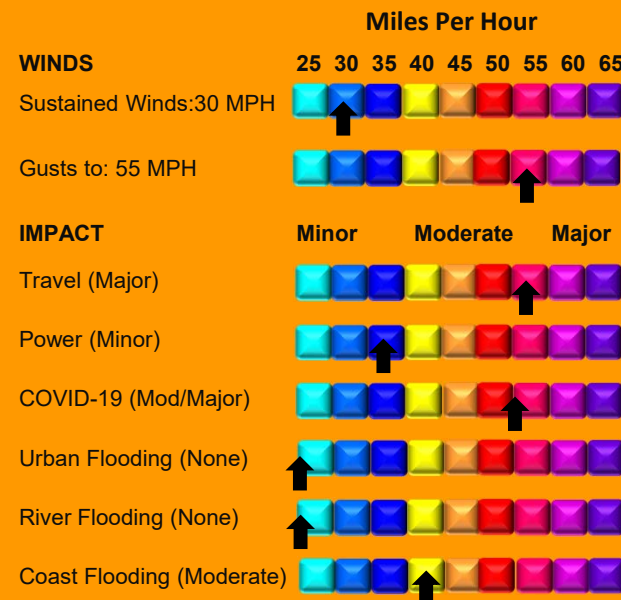 Miles Per Hour
WINDS 25 30 35 40 45 50 55 60 65
Sustained Winds:30 MPH
Gusts to: 55 MPH
IMPACT Minor Moderate Major
Travel (Major)
Power (Minor)
COVID-19 (Mod/Major)
Urban Flooding (None)
River Flooding (None)
Coast Flooding (Moderate)